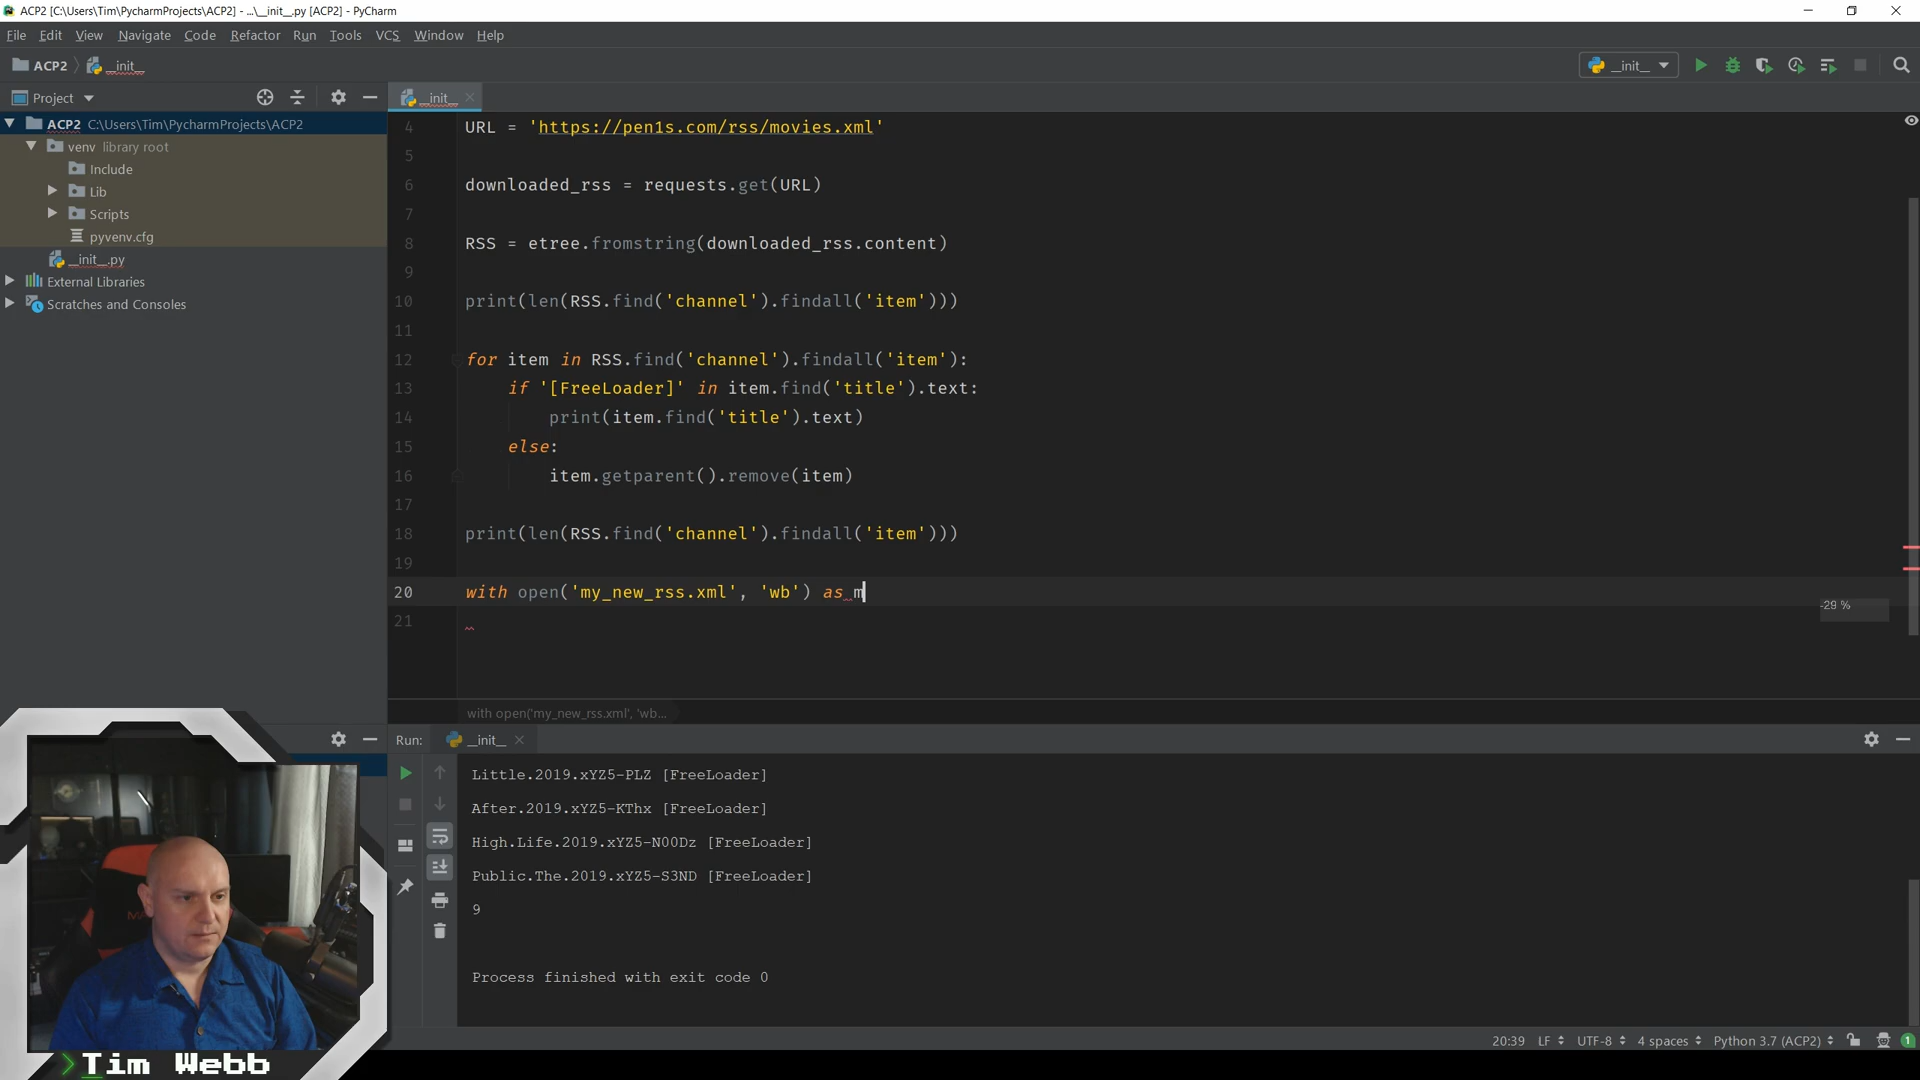 ACP2 [C:\Users\Tim\PycharmProjects\ACP2] - ...\__init__.py [ACP2] - PyCharm
File Edit View Navigate Code Refactor Run Tools VCS Window Help
ACP2 __init__ __init__
Project __init__
ACP2 C:\Users\Tim\PycharmProjects\ACP2
venv library root
Include
Lib
Scripts
pyvenv.cfg
__init__.py
External Libraries
Scratches and Consoles
4 URL = 'https://pen1s.com/rss/movies.xml'
5
6 downloaded_rss = requests.get(URL)
7
8 RSS = etree.fromstring(downloaded_rss.content)
9
10 print(len(RSS.find('channel').findall('item')))
11
12 for item in RSS.find('channel').findall('item'):
13 if '[FreeLoader]' in item.find('title').text:
14 print(item.find('title').text)
15 else:
16 item.getparent().remove(item)
17
18 print(len(RSS.find('channel').findall('item')))
19
20 with open('my_new_rss.xml', 'wb') as m
21
-29 %
with open('my_new_rss.xml', 'wb...
Run: __init__
Little.2019.xYZ5-PLZ [FreeLoader]
After.2019.xYZ5-KThx [FreeLoader]
High.Life.2019.xYZ5-N00Dz [FreeLoader]
Public.The.2019.xYZ5-S3ND [FreeLoader]
9
Process finished with exit code 0
20:39 LF UTF-8 4 spaces Python 3.7 (ACP2) 1
>Tim Webb